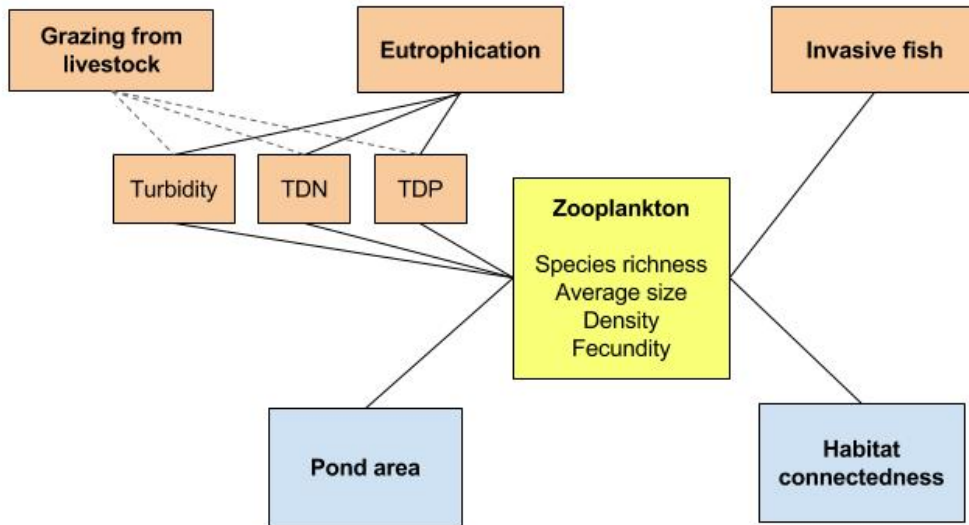 Grazing from
livestock
Eutrophication
Invasive fish
Turbidity
TDN
TDP
Zooplankton
Species richness
Average size
Density
Fecundity
Pond area
Habitat
connectedness